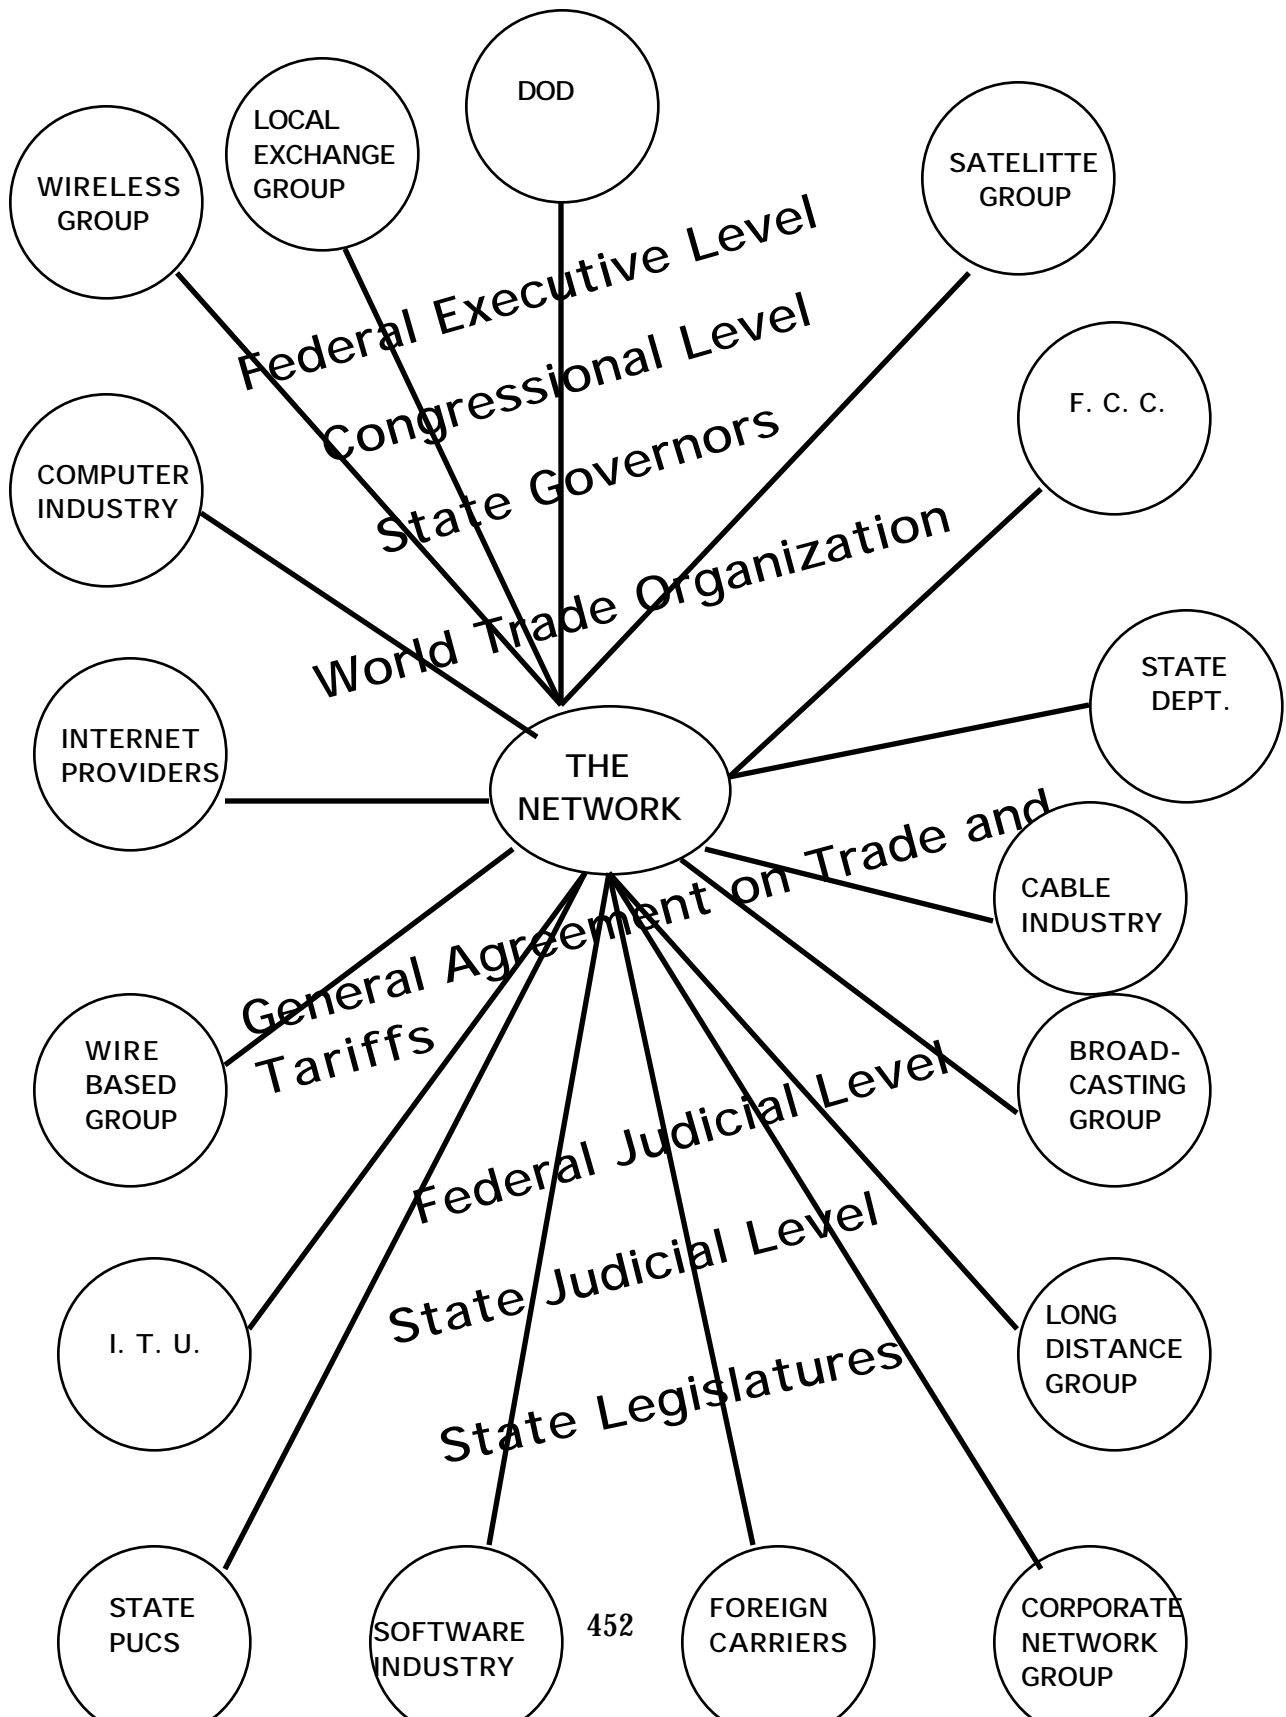 DOD
LOCAL
EXCHANGE
GROUP
WIRELESS
GROUP
SATELITTE
GROUP
Federal Executive Level
Congressional Level
F. C. C.
State Governors
COMPUTER
INDUSTRY
World Trade Organization
STATE
DEPT.
INTERNET
PROVIDERS
THE
NETWORK
General Agreement on Trade and
Tariffs
CABLE
INDUSTRY
WIRE
BASED
GROUP
BROAD-
CASTING
GROUP
Federal Judicial Level
State Judicial Level
I. T. U.
LONG
DISTANCE
GROUP
State Legislatures
STATE
PUCS
SOFTWARE
INDUSTRY
452
FOREIGN
CARRIERS
CORPORATE
NETWORK
GROUP